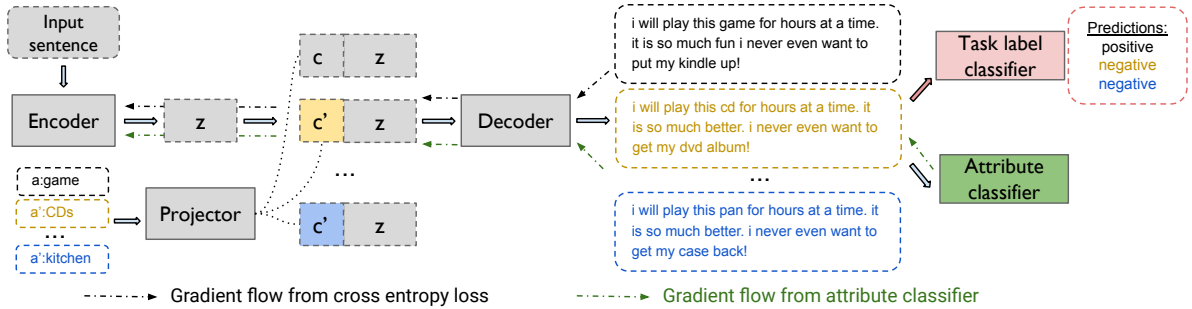 Input
sentence
Encoder
z
a:game
a':CDs
...
a':kitchen
Projector
c z
c' z
...
c' z
Decoder
i will play this game for hours at a time.
it is so much fun i never even want to
put my kindle up!
i will play this cd for hours at a time. it
is so much better. i never even want to
get my dvd album!
...
i will play this pan for hours at a time. it
is so much better. i never even want to
get my case back!
Task label
classifier
Attribute
classifier
Predictions:
positive
negative
negative
Gradient flow from cross entropy loss
Gradient flow from attribute classifier